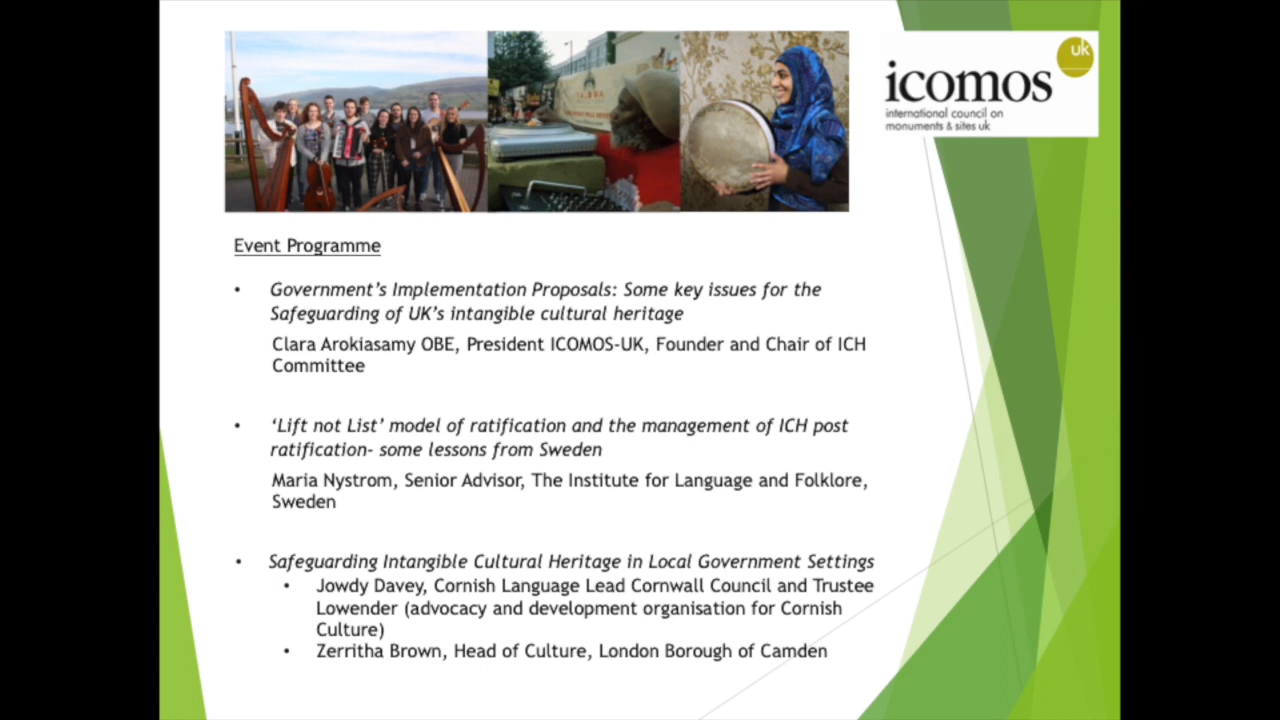 uk
icomos
international council on
monuments & sites uk
Event Programme
• Government’s Implementation Proposals: Some key issues for the
Safeguarding of UK’s intangible cultural heritage
Clara Arokiasamy OBE, President ICOMOS-UK, Founder and Chair of ICH
Committee
• ‘Lift not List’ model of ratification and the management of ICH post
ratification- some lessons from Sweden
Maria Nystrom, Senior Advisor, The Institute for Language and Folklore,
Sweden
• Safeguarding Intangible Cultural Heritage in Local Government Settings
• Jowdy Davey, Cornish Language Lead Cornwall Council and Trustee
Lowender (advocacy and development organisation for Cornish
Culture)
• Zerritha Brown, Head of Culture, London Borough of Camden